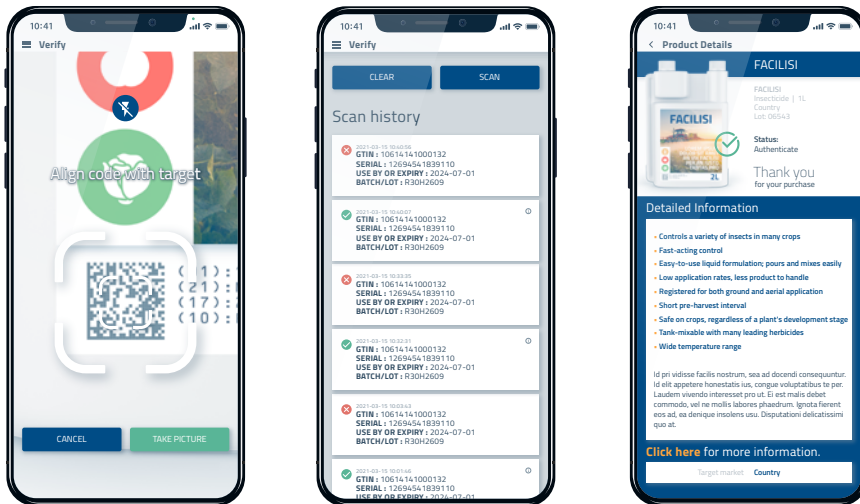 10:41
Verify
Align code with target
(21):
(17):
(10):
CANCEL
TAKE PICTURE
10:41
Verify
CLEAR
SCAN
Scan history
2021-03-15 10:40:56
GTIN : 10614141000132
SERIAL : 12694541839110
USE BY OR EXPIRY : 2024-07-01
BATCH/LOT : R30H2609
2021-03-15 10:40:07
GTIN : 10614141000132
SERIAL : 12694541839110
USE BY OR EXPIRY : 2024-07-01
BATCH/LOT : R30H2609
2021-03-15 10:33:35
GTIN : 10614141000132
SERIAL : 12694541839110
USE BY OR EXPIRY : 2024-07-01
BATCH/LOT : R30H2609
2021-03-15 10:32:31
GTIN : 10614141000132
SERIAL : 12694541839110
USE BY OR EXPIRY : 2024-07-01
BATCH/LOT : R30H2609
2021-03-15 10:03:43
GTIN : 10614141000132
SERIAL : 12694541839110
USE BY OR EXPIRY : 2024-07-01
BATCH/LOT : R30H2609
2021-03-15 10:01:46
GTIN : 10614141000132
SERIAL : 12694541839110
USE BY OR EXPIRY : 2024-07-01
10:41
Product Details
FACILISI
FACILISI
Insecticide | 1L
Country
Lot: 06543
Status:
Authenticate
Thank you
for your purchase
FACILISI
2L
Detailed Information
• Controls a variety of insects in many crops
• Fast-acting control
• Easy-to-use liquid formulation; pours and mixes easily
• Low application rates, less product to handle
• Registered for both ground and aerial application
• Short pre-harvest interval
• Safe on crops, regardless of a plant's development stage
• Tank-mixable with many leading herbicides
• Wide temperature range
Id pri vidisse facilis nostrum, sea ad docendi consequuntur.
Id elit appetere honestatis ius, congue voluptatibus te per.
Laudem vivendo interesset pro ut. Ei est malis debet
commodo, vel ne mollis labores phaedrum. Ignota fierent
eos ad, ea denique insolens usu. Disputationi delicatissimi
quo at.
Click here for more information.
Target market Country